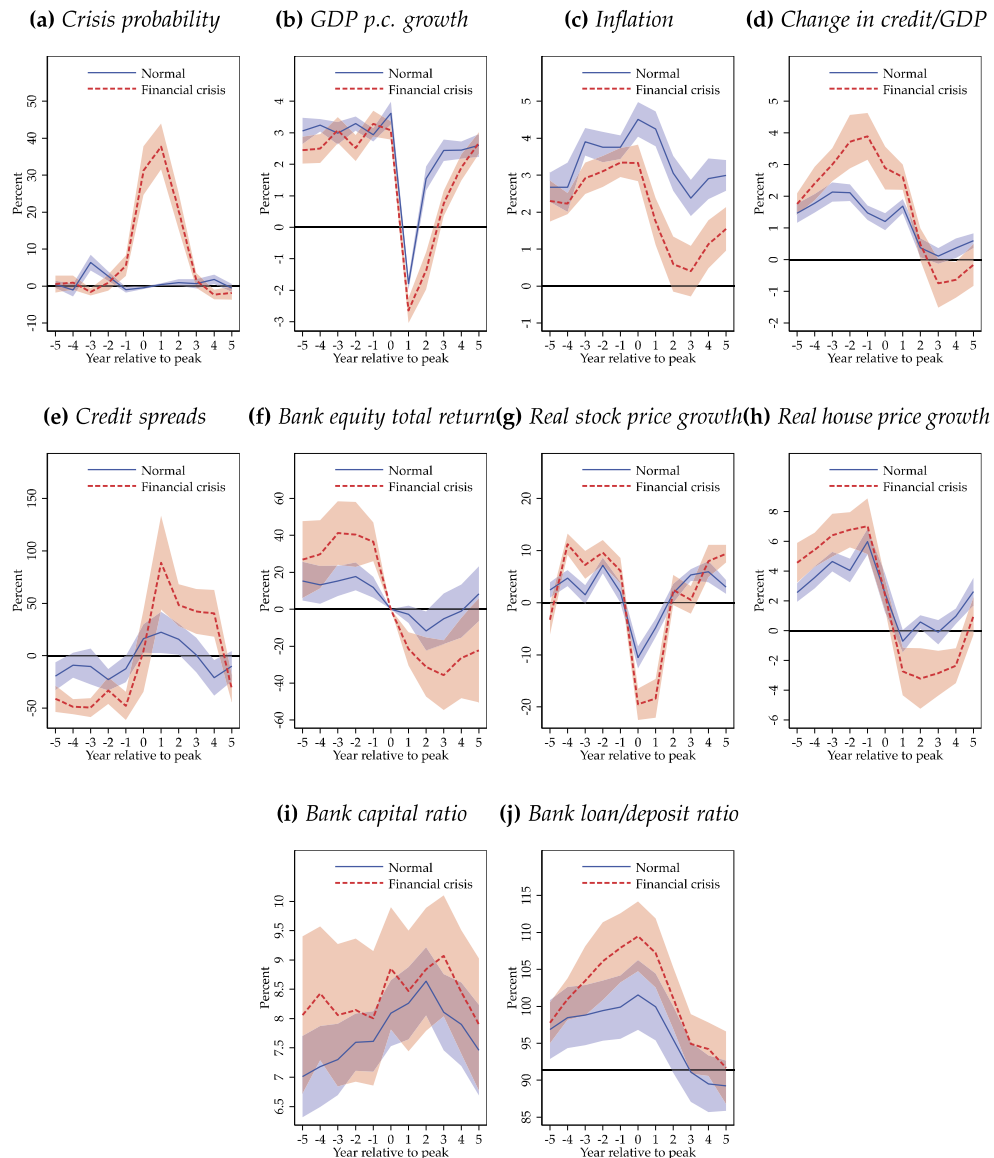 (a) Crisis probability
Normal
Financial crisis
Percent
50
40
30
20
10
0
-10
-5 -4 -3 -2 -1 0 1 2 3 4 5
Year relative to peak
(b) GDP p.c. growth
Normal
Financial crisis
Percent
4
3
2
1
0
-1
-2
-3
-5 -4 -3 -2 -1 0 1 2 3 4 5
Year relative to peak
(c) Inflation
Normal
Financial crisis
Percent
5
4
3
2
1
0
-1
-5 -4 -3 -2 -1 0 1 2 3 4 5
Year relative to peak
(d) Change in credit/GDP
Normal
Financial crisis
Percent
5
4
3
2
1
0
-1
-2
-5 -4 -3 -2 -1 0 1 2 3 4 5
Year relative to peak
(e) Credit spreads
Normal
Financial crisis
Percent
150
100
50
0
-50
-5 -4 -3 -2 -1 0 1 2 3 4 5
Year relative to peak
(f) Bank equity total return
Normal
Financial crisis
Percent
60
40
20
0
-20
-40
-60
-5 -4 -3 -2 -1 0 1 2 3 4 5
Year relative to peak
(g) Real stock price growth
Normal
Financial crisis
Percent
20
10
0
-10
-20
-5 -4 -3 -2 -1 0 1 2 3 4 5
Year relative to peak
(h) Real house price growth
Normal
Financial crisis
Percent
8
6
4
2
0
-2
-4
-6
-5 -4 -3 -2 -1 0 1 2 3 4 5
Year relative to peak
(i) Bank capital ratio
Normal
Financial crisis
Percent
10
9.5
9
8.5
8
7.5
7
6.5
-5 -4 -3 -2 -1 0 1 2 3 4 5
Year relative to peak
(j) Bank loan/deposit ratio
Normal
Financial crisis
Percent
115
110
105
100
95
90
85
-5 -4 -3 -2 -1 0 1 2 3 4 5
Year relative to peak